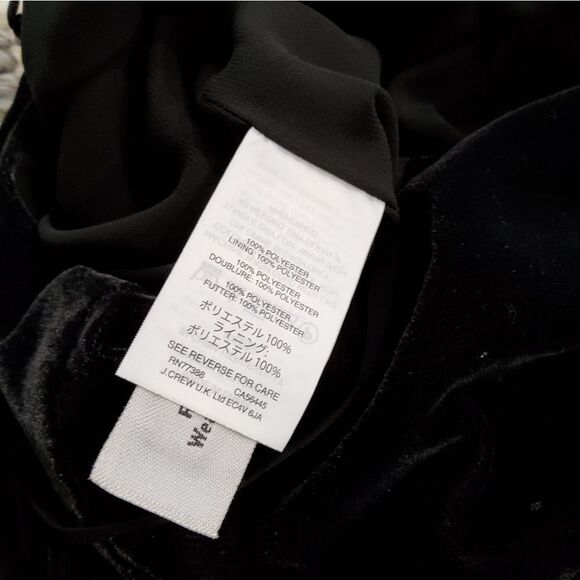 100% POLYESTER
LINING: 100% POLYESTER
100% POLYESTER
DOUBLURE: 100% POLYESTER
100% POLYESTER
FUTTER: 100% POLYESTER
ポリエステル 100%
ライニング:
ポリエステル 100%
SEE REVERSE FOR CARE
RN77388 CA56445
J.CREW U.K. Ltd EC4V 6JA